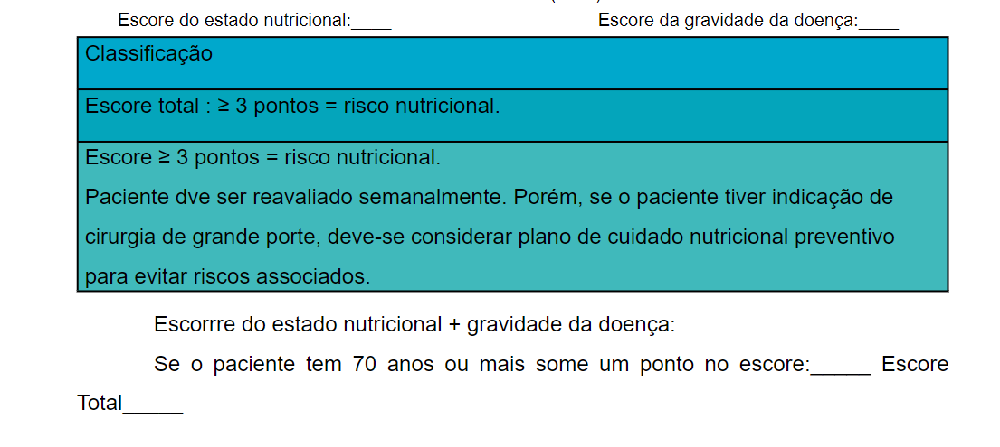 Escore do estado nutricional:____ Escore da gravidade da doença:____
Classificação
Escore total : ≥ 3 pontos = risco nutricional.
Escore ≥ 3 pontos = risco nutricional.
Paciente dve ser reavaliado semanalmente. Porém, se o paciente tiver indicação de
cirurgia de grande porte, deve-se considerar plano de cuidado nutricional preventivo
para evitar riscos associados.
Escorrre do estado nutricional + gravidade da doença:
Se o paciente tem 70 anos ou mais some um ponto no escore:_____ Escore
Total_____